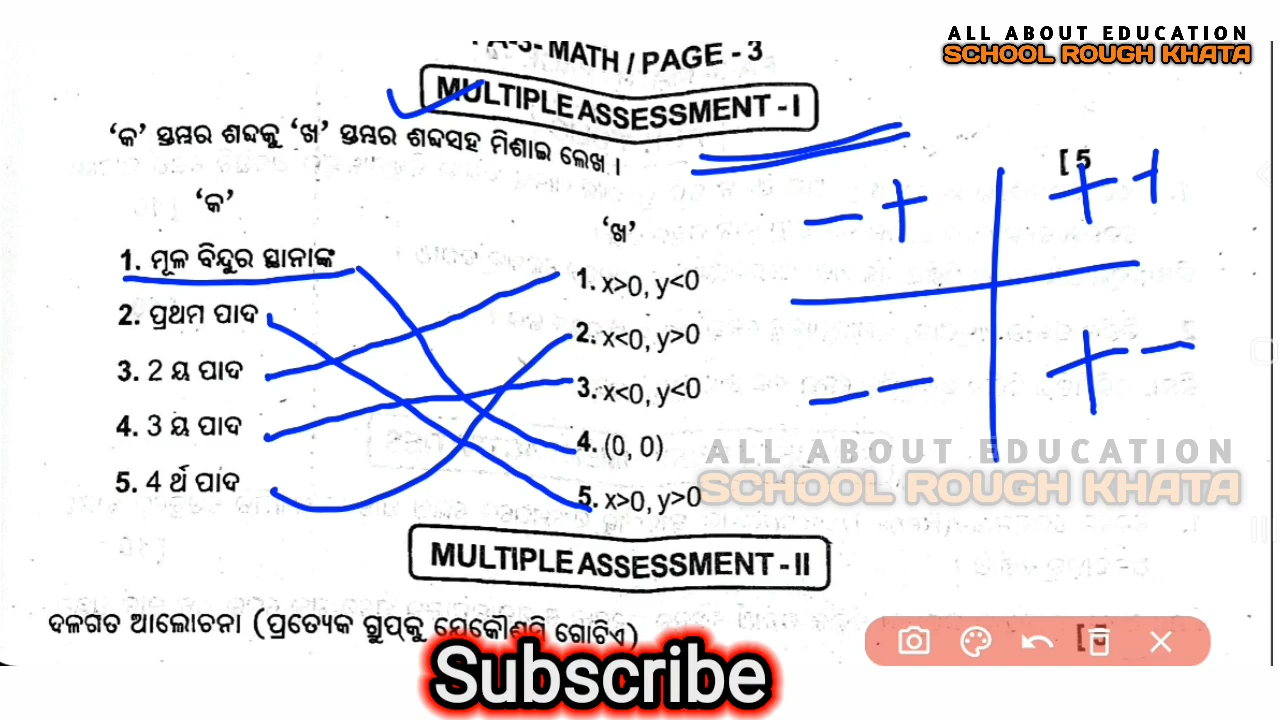 ALL ABOUT EDUCATION
SCHOOL ROUGH KHATA
-3- MATH / PAGE - 3
MULTIPLE ASSESSMENT - I
‘କ’ ସ୍ତମ୍ଭର ଶବ୍ଦକୁ ‘ଖ’ ସ୍ତମ୍ଭର ଶବ୍ଦସହ ମିଶାଇ ଲେଖ ।
[ 5
‘କ’
‘ଖ’
1. ମୂଳ ବିନ୍ଦୁର ସ୍ଥାନାଙ୍କ
1. x>0, y<0
2. ପ୍ରଥମ ପାଦ
2. x<0, y>0
3. 2 ୟ ପାଦ
3. x<0, y<0
4. 3 ୟ ପାଦ
4. (0, 0)
5. 4 ର୍ଥ ପାଦ
5. x>0, y>0
- +
+ +
- -
+ -
ALL ABOUT EDUCATION
SCHOOL ROUGH KHATA
MULTIPLE ASSESSMENT - II
ଦଳଗତ ଆଲୋଚନା (ପ୍ରତ୍ୟେକ ଗ୍ରୁପ୍‌କୁ ଯେକୌଣସି ଗୋଟିଏ)
Subscribe